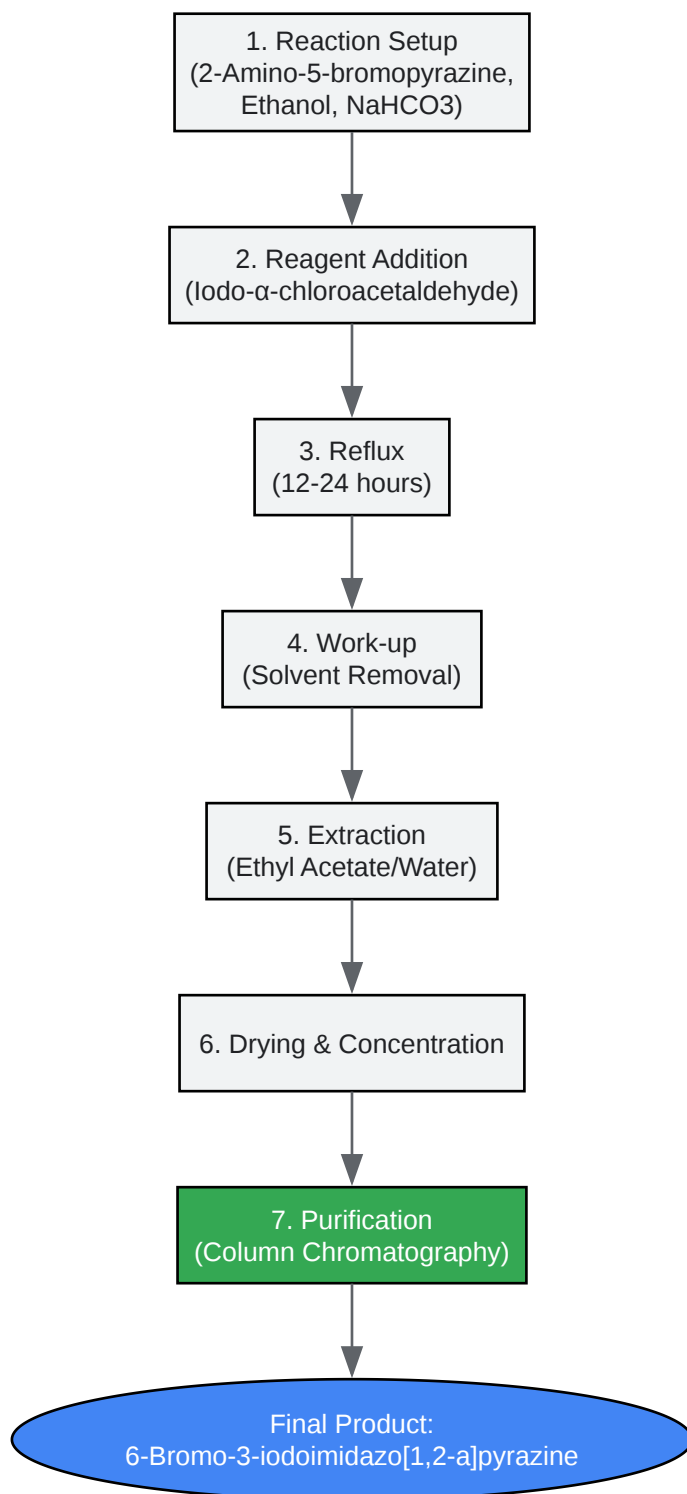 1. Reaction Setup
(2-Amino-5-bromopyrazine,
Ethanol, NaHCO3)
2. Reagent Addition
(Iodo-α-chloroacetaldehyde)
3. Reflux
(12-24 hours)
4. Work-up
(Solvent Removal)
5. Extraction
(Ethyl Acetate/Water)
6. Drying & Concentration
7. Purification
(Column Chromatography)
Final Product:
6-Bromo-3-iodoimidazo[1,2-a]pyrazine